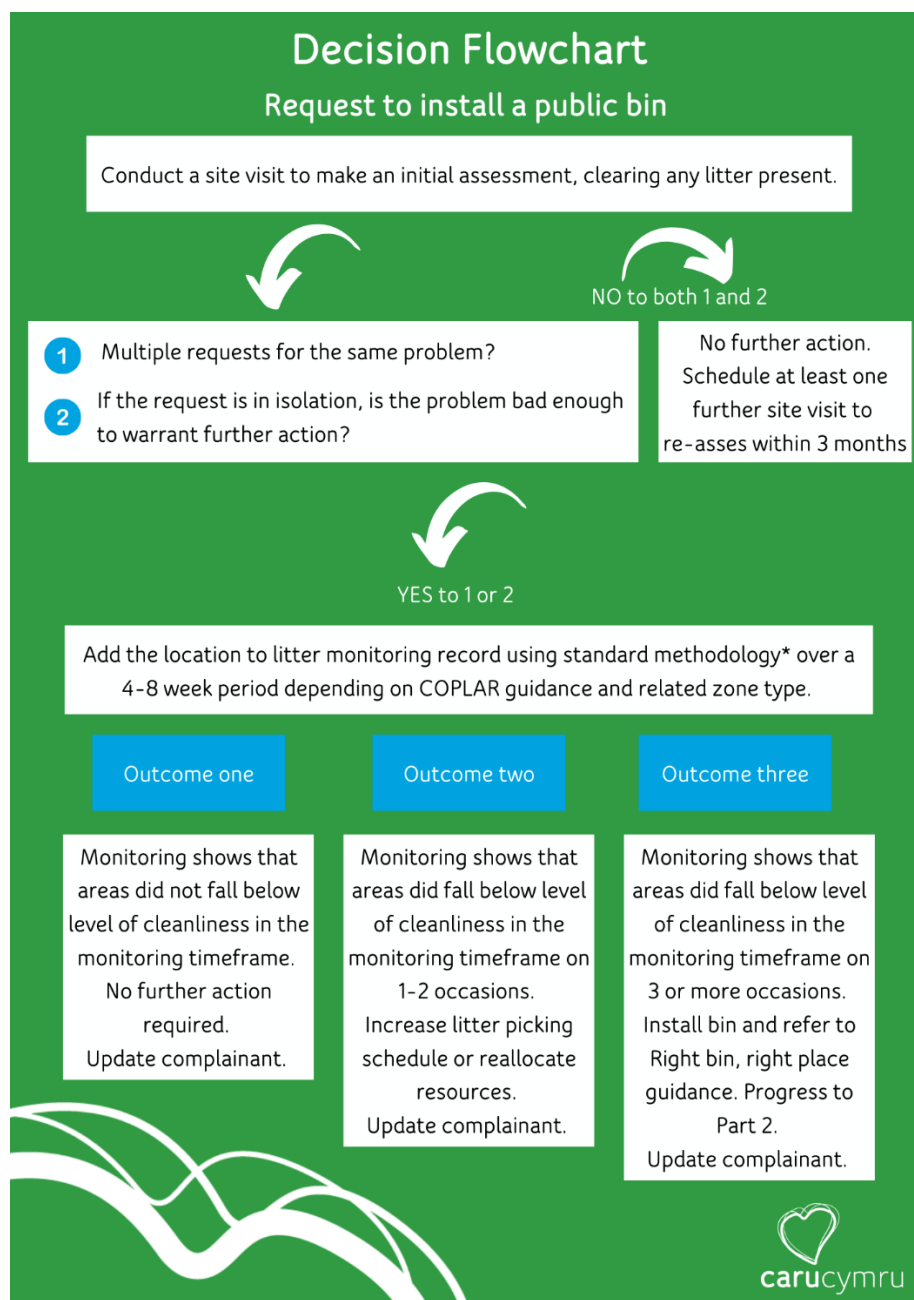 Decision Flowchart
Request to install a public bin
Conduct a site visit to make an initial assessment, clearing any litter present.
NO to both 1 and 2
1 Multiple requests for the same problem?
2 If the request is in isolation, is the problem bad enough
to warrant further action?
No further action.
Schedule at least one
further site visit to
re-asses within 3 months
YES to 1 or 2
Add the location to litter monitoring record using standard methodology* over a
4-8 week period depending on COPLAR guidance and related zone type.
Outcome one
Monitoring shows that
areas did not fall below
level of cleanliness in the
monitoring timeframe.
No further action
required.
Update complainant.
Outcome two
Monitoring shows that
areas did fall below level
of cleanliness in the
monitoring timeframe on
1-2 occasions.
Increase litter picking
schedule or reallocate
resources.
Update complainant.
Outcome three
Monitoring shows that
areas did fall below level
of cleanliness in the
monitoring timeframe on
3 or more occasions.
Install bin and refer to
Right bin, right place
guidance. Progress to
Part 2.
Update complainant.
carucymru